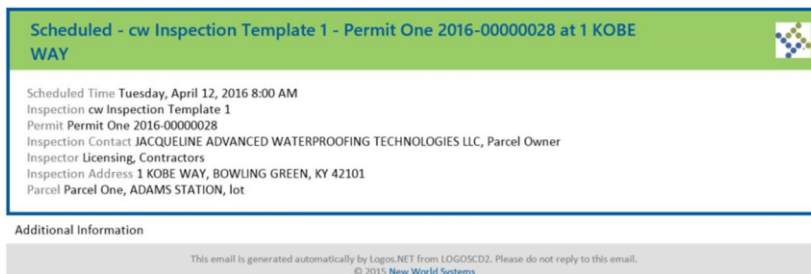 Scheduled - cw Inspection Template 1 - Permit One 2016-00000028 at 1 KOBE
WAY
Scheduled Time Tuesday, April 12, 2016 8:00 AM
Inspection cw Inspection Template 1
Permit Permit One 2016-00000028
Inspection Contact JACQUELINE ADVANCED WATERPROOFING TECHNOLOGIES LLC, Parcel Owner
Inspector Licensing, Contractors
Inspection Address 1 KOBE WAY, BOWLING GREEN, KY 42101
Parcel Parcel One, ADAMS STATION, lot
Additional Information
This email is generated automatically by Logos.NET from LOGOSCD2. Please do not reply to this email.
© 2015 New World Systems